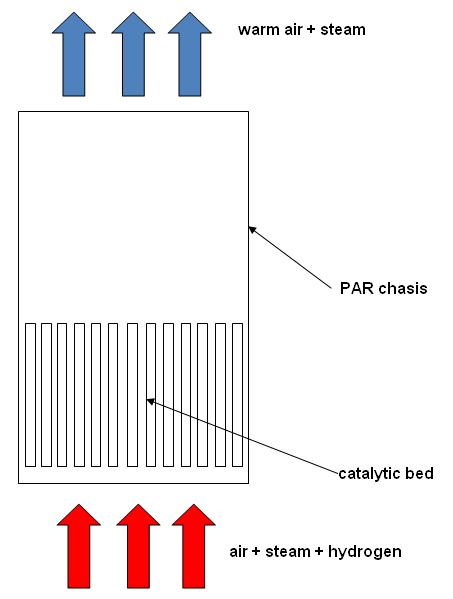 warm air + steam
PAR chasis
catalytic bed
air + steam + hydrogen